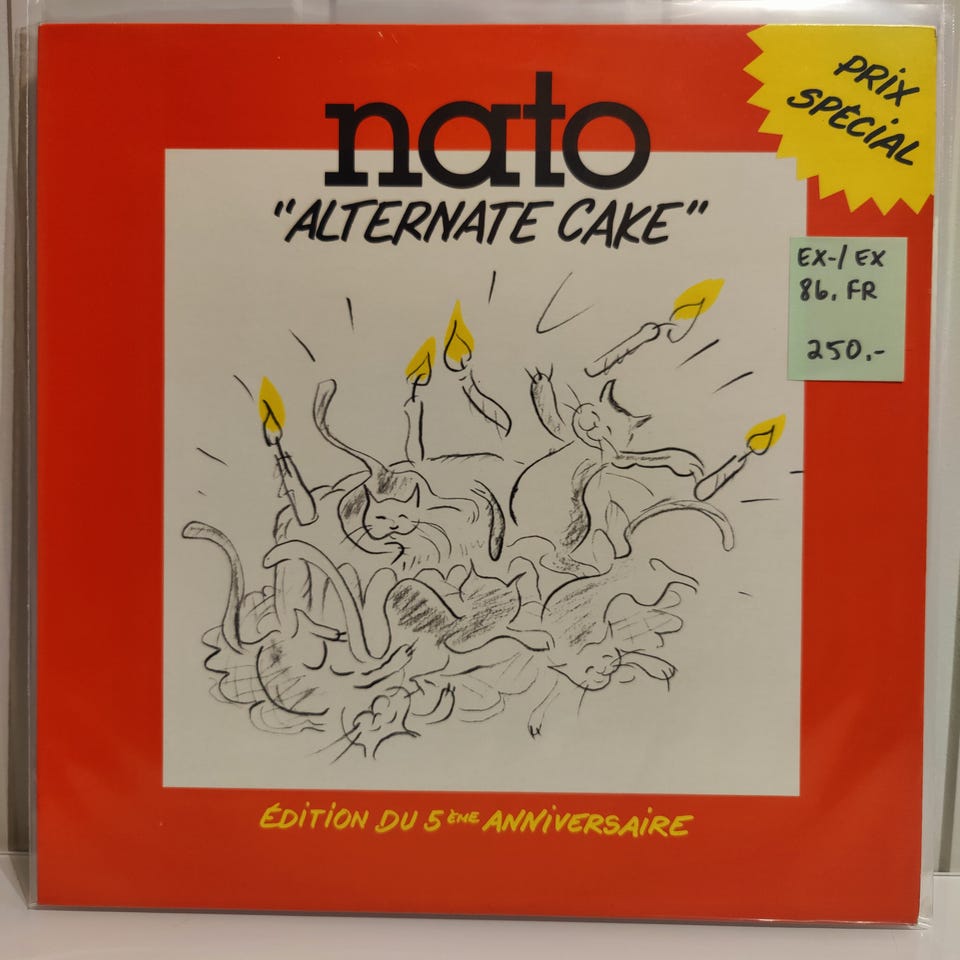 nato
"ALTERNATE CAKE"
PRIX
SPÉCIAL
EX-/EX
86. FR
250.-
ÉDITION DU 5ÈME ANNIVERSAIRE